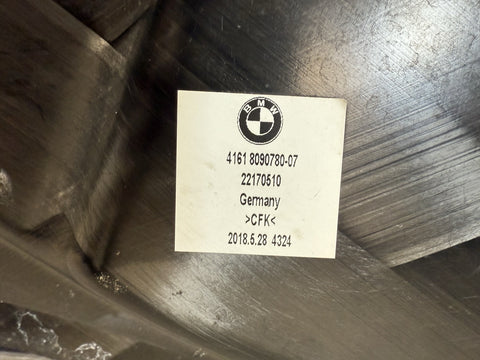 BMW
4161 8090780-07
22170510
Germany
>CFK<
2018.5.28 4324